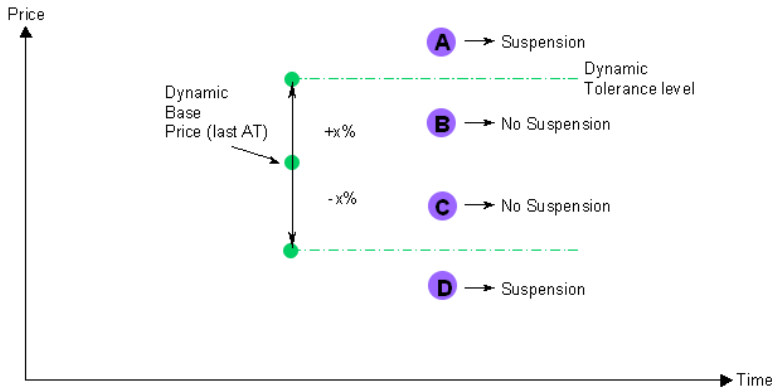 Price
A
Suspension
Dynamic
Tolerance level
Dynamic
Base
Price (last AT)
+x%
B
No Suspension
-x%
C
No Suspension
D
Suspension
Time